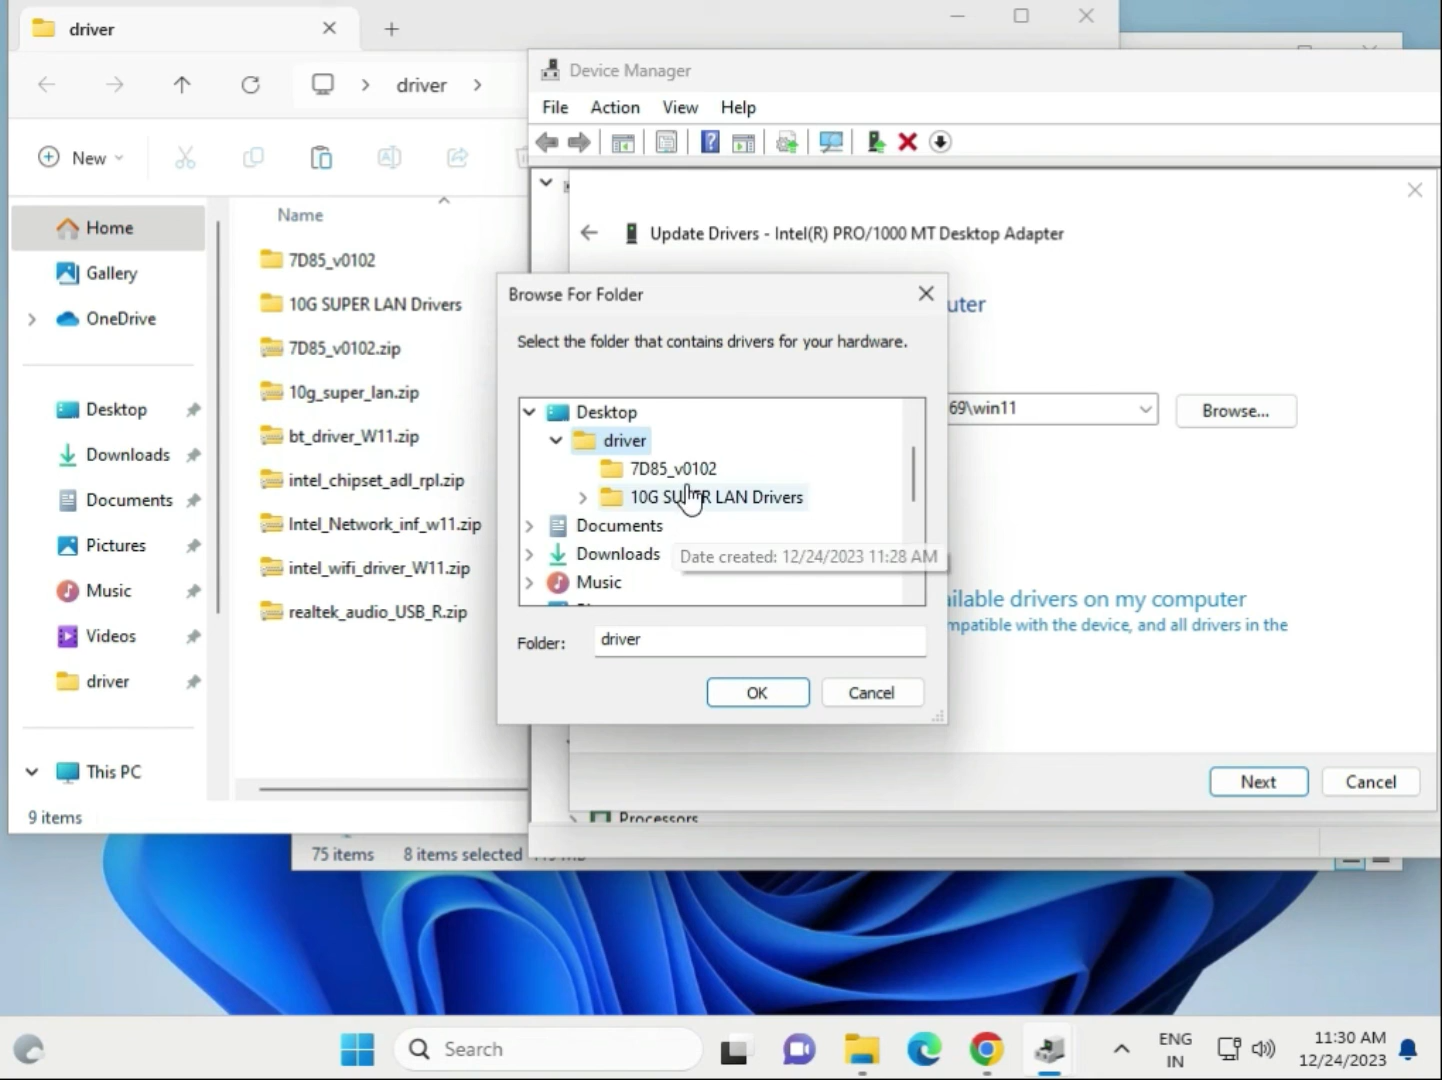 driver
driver
New
Home
Gallery
OneDrive
Desktop
Downloads
Documents
Pictures
Music
Videos
driver
This PC
9 items
Name
7D85_v0102
10G SUPER LAN Drivers
7D85_v0102.zip
10g_super_lan.zip
bt_driver_W11.zip
intel_chipset_adl_rpl.zip
Intel_Network_inf_w11.zip
intel_wifi_driver_W11.zip
realtek_audio_USB_R.zip
75 items 8 items selected
Device Manager
File Action View Help
Update Drivers - Intel(R) PRO/1000 MT Desktop Adapter
uter
69\win11
Browse...
ilable drivers on my computer
mpatible with the device, and all drivers in the
Next Cancel
Processors
Browse For Folder
Select the folder that contains drivers for your hardware.
Desktop
driver
7D85_v0102
10G SUPER LAN Drivers
Documents
Downloads
Date created: 12/24/2023 11:28 AM
Music
Folder: driver
OK Cancel
Search
ENG
IN
11:30 AM
12/24/2023